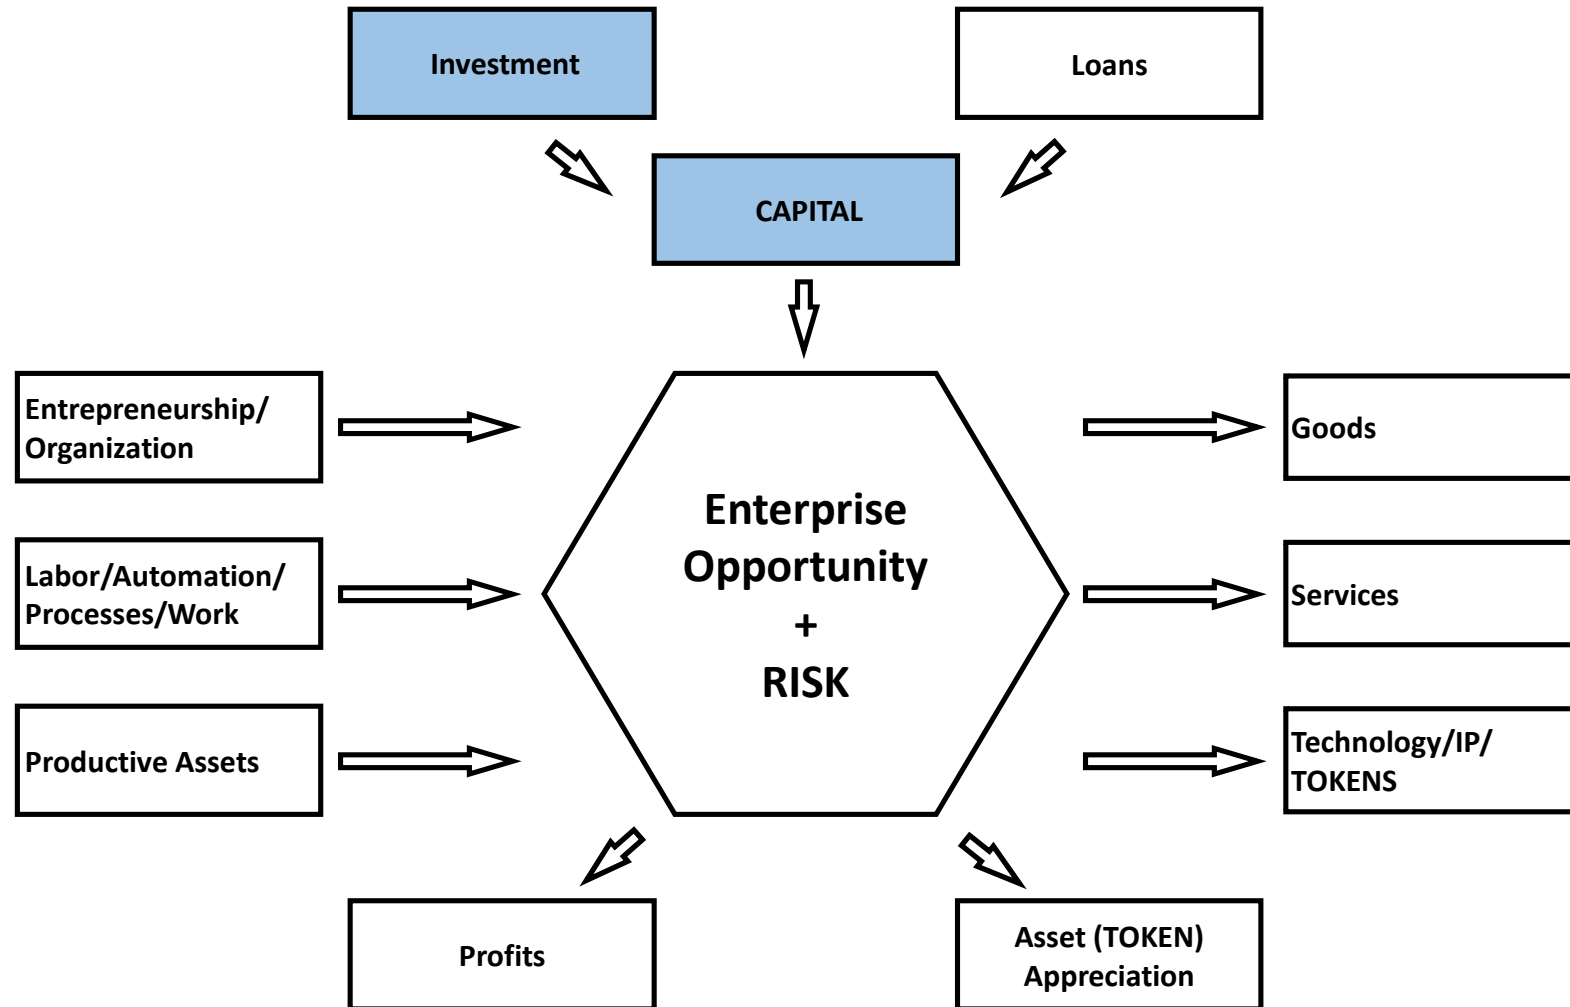 Investment
Loans
CAPITAL
Entrepreneurship/
Organization
Labor/Automation/
Processes/Work
Productive Assets
Enterprise
Opportunity
+
RISK
Goods
Services
Technology/IP/
TOKENS
Profits
Asset (TOKEN)
Appreciation